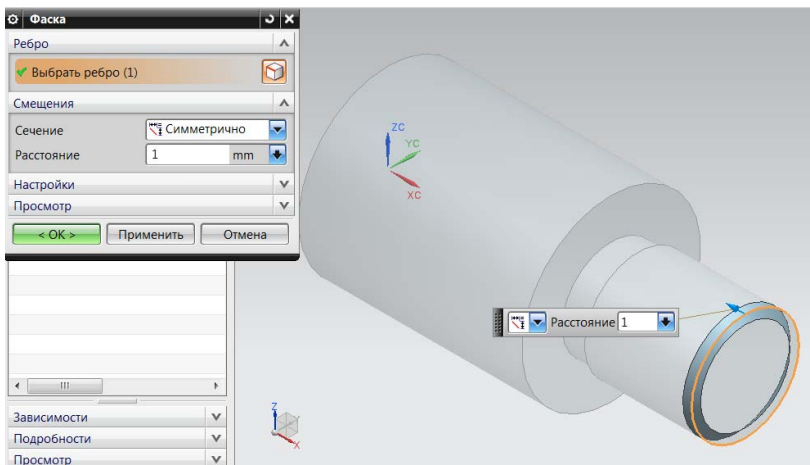 Фаска
Ребро
Выбрать ребро (1)
Смещения
Сечение
Симметрично
Расстояние
1 mm
Настройки
Просмотр
< OK > Применить Отмена
Зависимости
Подробности
Просмотр
ZC
YC
XC
Расстояние 1
Z
X